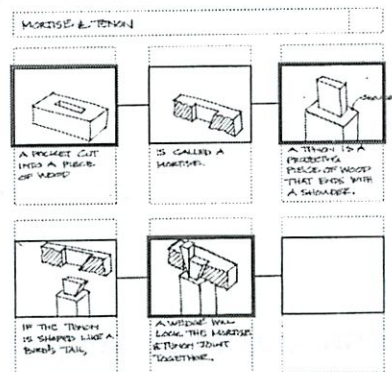 MORTISE & TENON
A POCKET CUT
INTO A PIECE
OF WOOD
IS CALLED A
MORTISE.
A TENON IS A
PROJECTING
PIECE OF WOOD
THAT ENDS WITH
A SHOULDER.
IF THE TENON
IS SHAPED LIKE A
BIRD'S TAIL,
A WEDGE WILL
LOCK THE MORTISE
& TENON JOINT
TOGETHER.